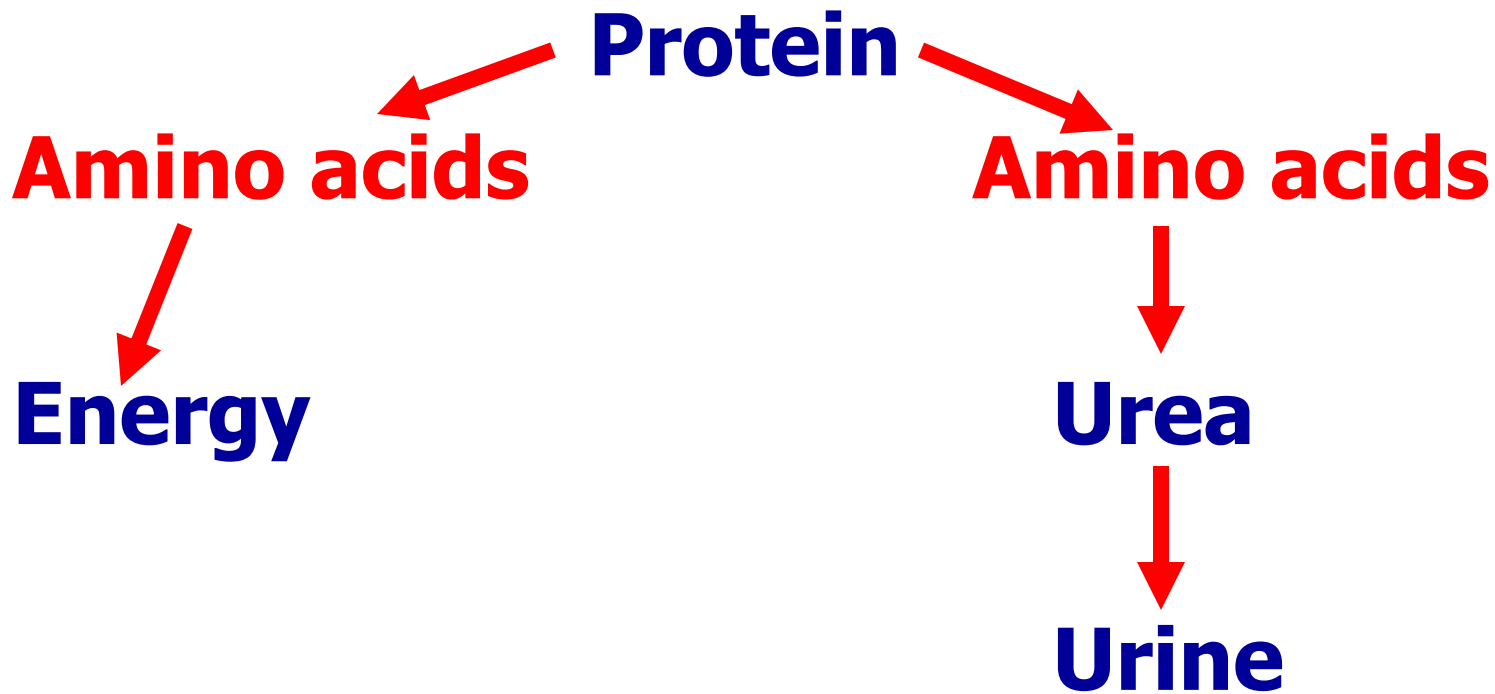 Protein
Amino acids
Amino acids
Energy
Urea
Urine